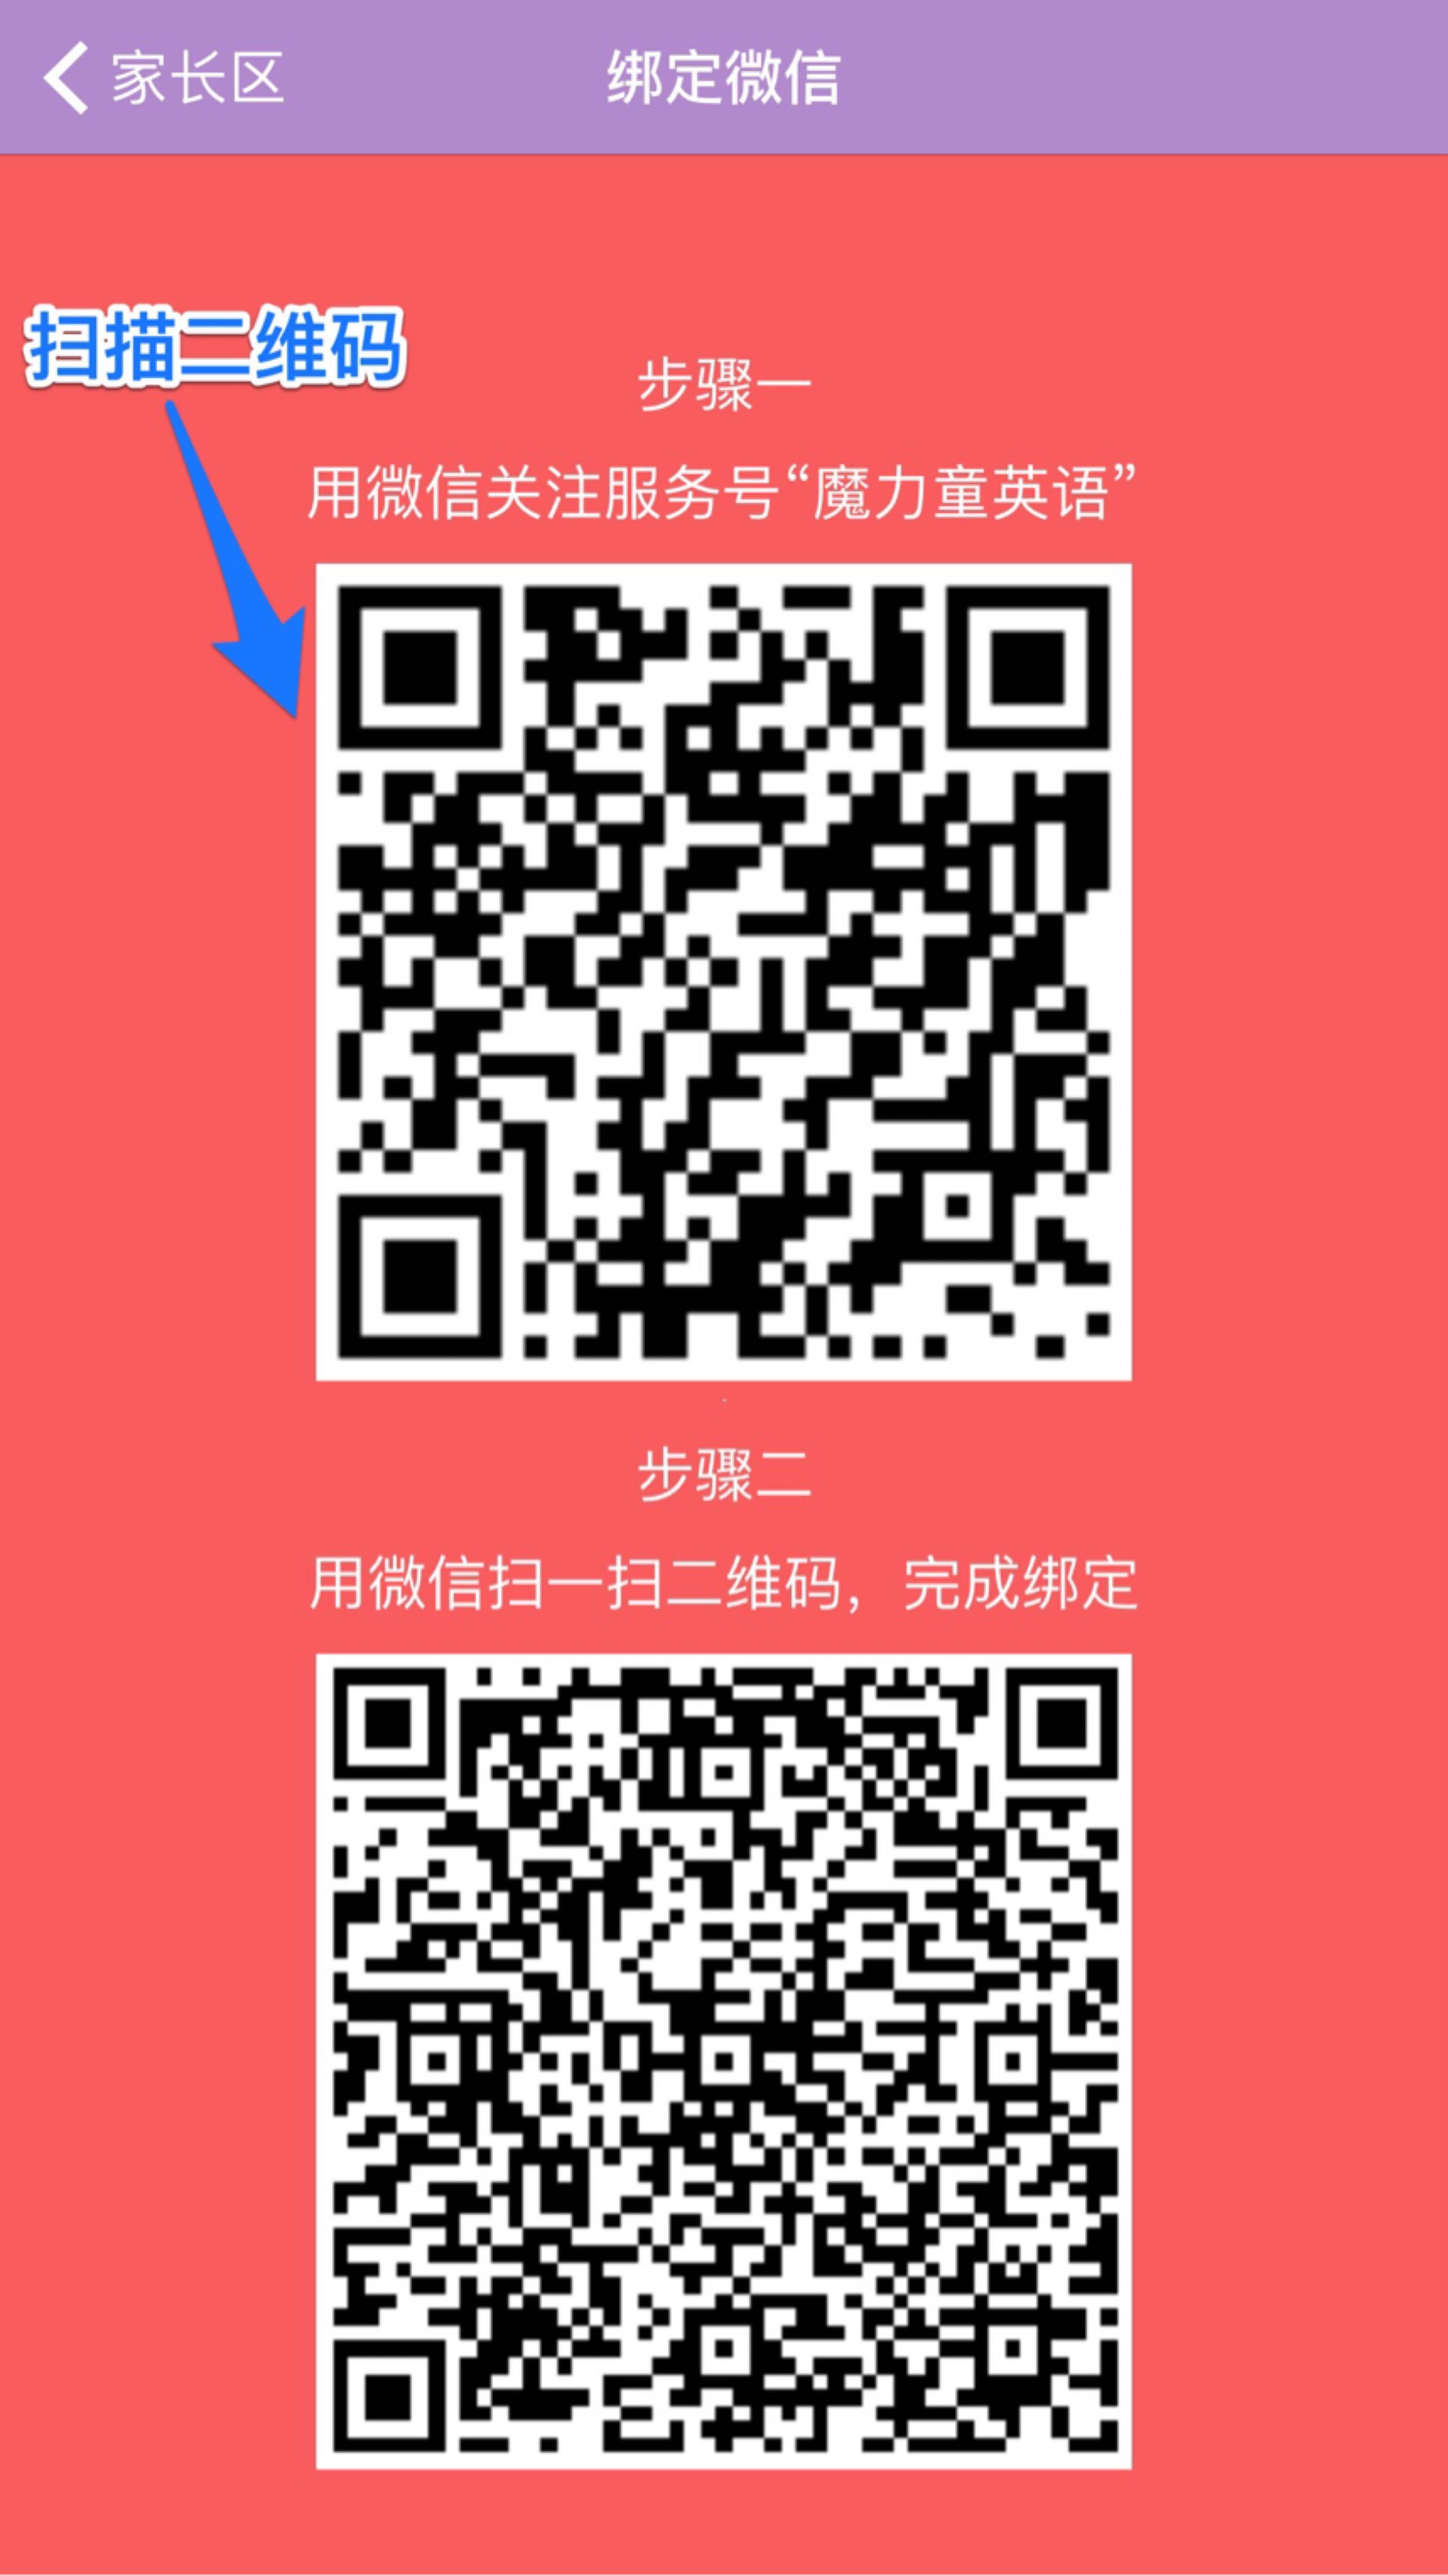 家长区
绑定微信
扫描二维码
步骤一
用微信关注服务号“魔力童英语”
步骤二
用微信扫一扫二维码，完成绑定